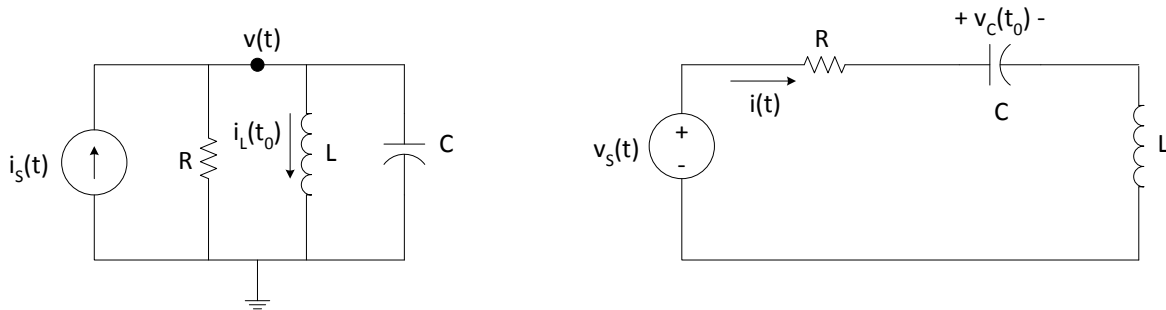 v(t)
i_S(t)
R
i_L(t_0)
L
C
+ v_C(t_0) -
R
i(t)
C
v_S(t)
+
-
L